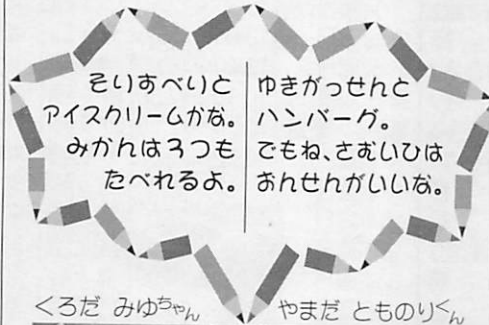 そりすべりと
アイスクリームかな。
みかんは3つも
たべれるよ。
ゆきがっせんと
ハンバーグ。
でもね、さむいひは
おんせんがいいな。
くろだ みゆちゃん
やまだ とものりくん